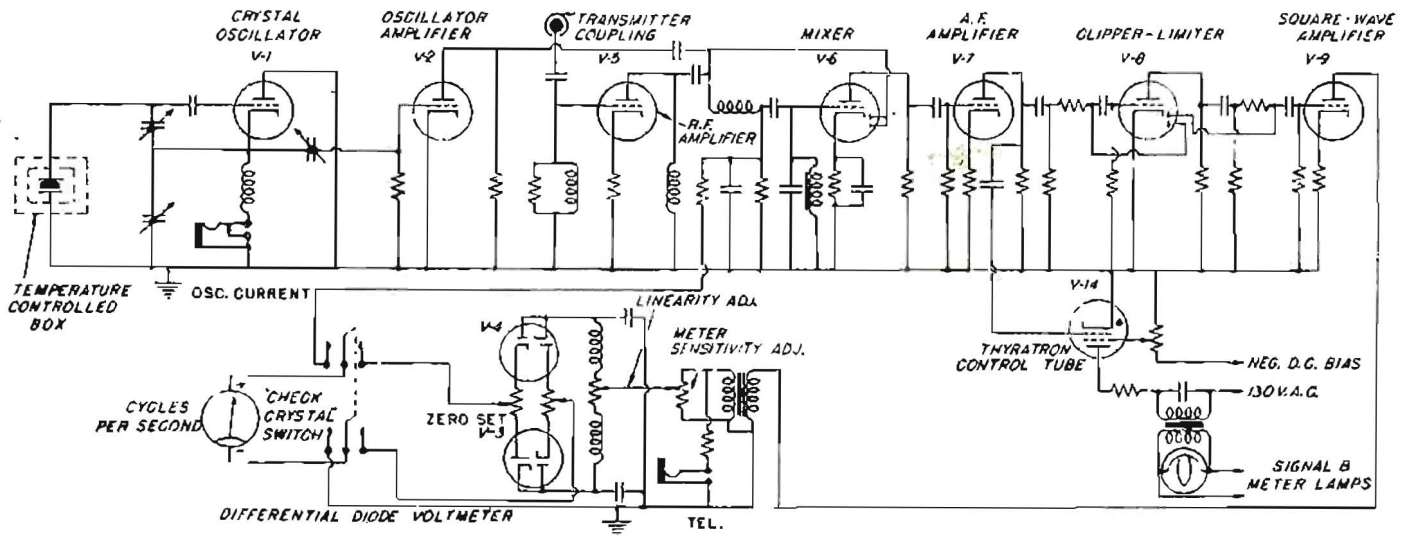 CRYSTAL
OSCILLATOR
V-1
OSCILLATOR
AMPLIFIER
V-2
TRANSMITTER
COUPLING
V-5
R.F.
AMPLIFIER
MIXER
V-6
A.F.
AMPLIFIER
V-7
CLIPPER-LIMITER
V-8
SQUARE-WAVE
AMPLIFIER
V-9
TEMPERATURE
CONTROLLED
BOX
OSC. CURRENT
LINEARITY ADJ.
METER
SENSITIVITY ADJ.
V-4
V-14
THYRATRON
CONTROL TUBE
NEG. D.C. BIAS
130 V. A.C.
CYCLES
PER SECOND
+
-
CHECK
CRYSTAL
SWITCH
ZERO SET
V-3
SIGNAL &
METER LAMPS
DIFFERENTIAL DIODE VOLTMETER
TEL.